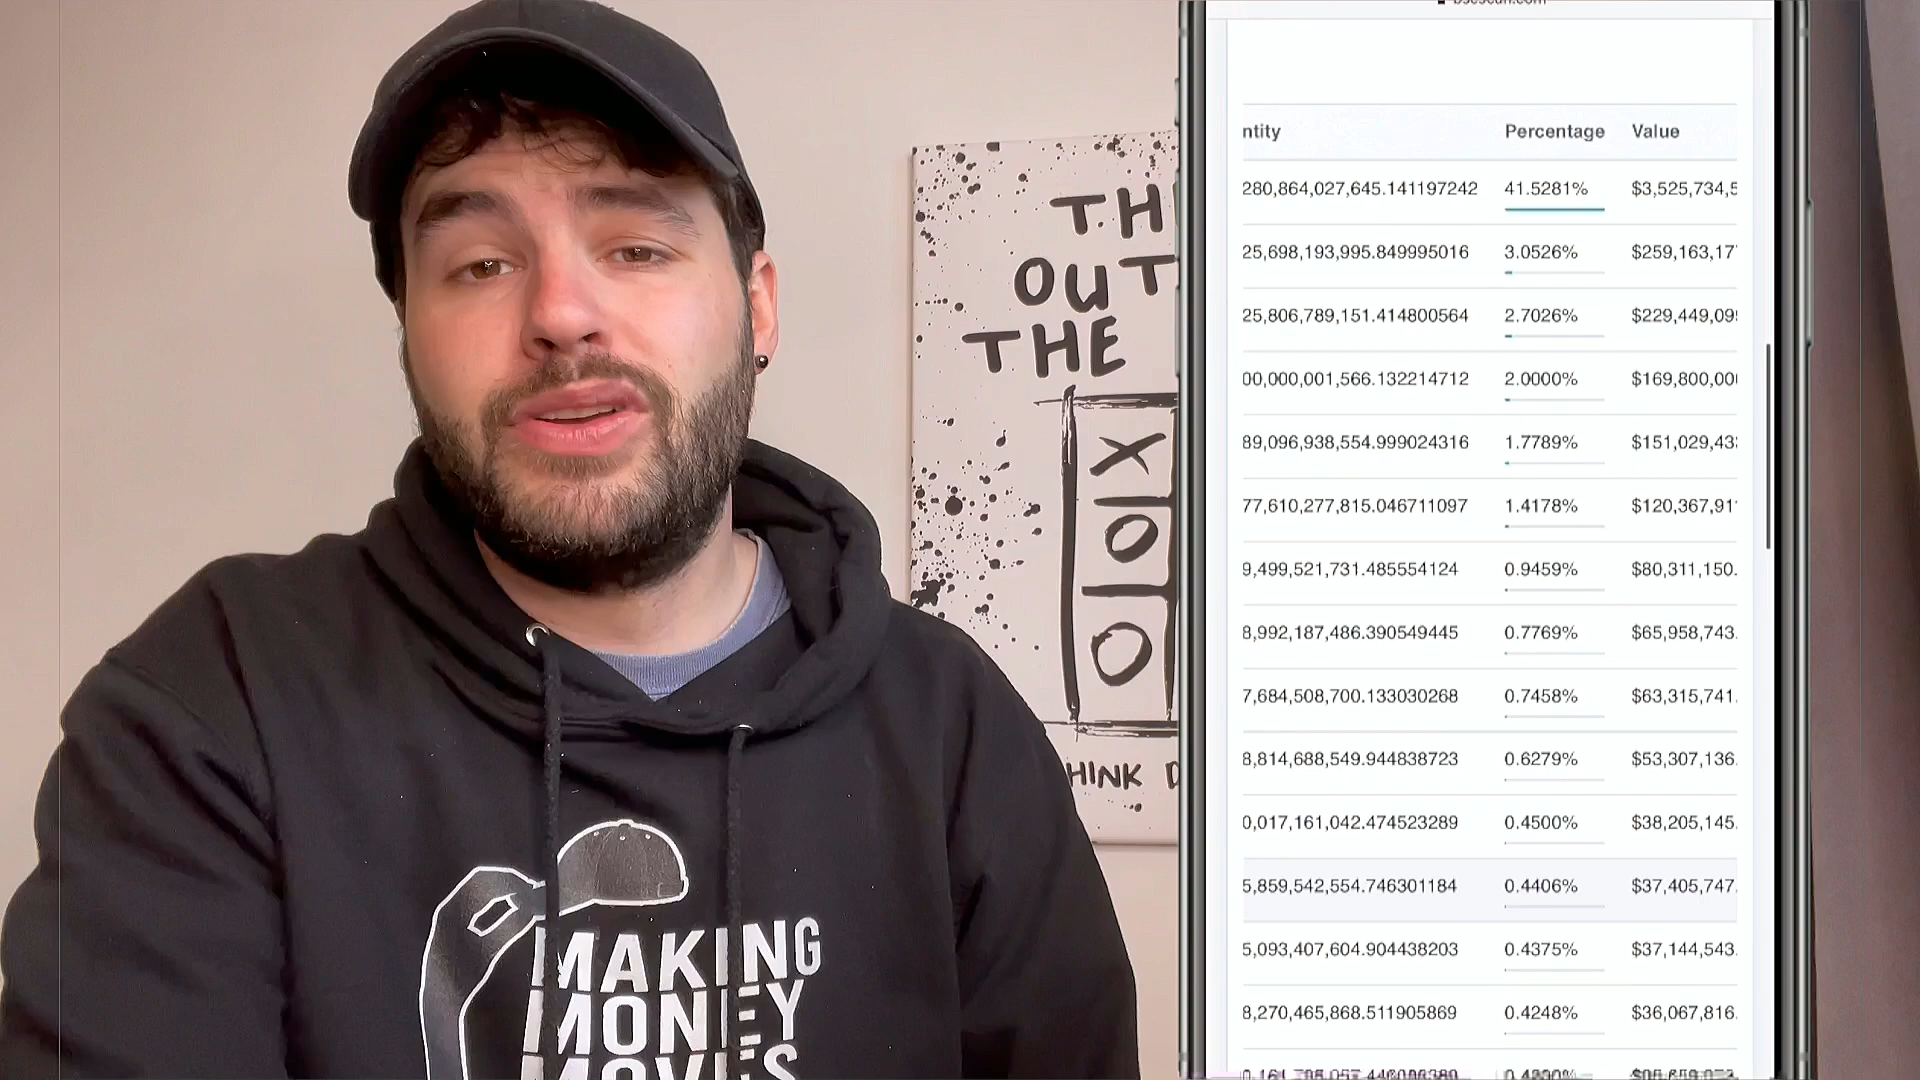 TH
OUT
THE
X
O
O
HINK
MAKING
MONEY
MOVES
bscscan.com
ntity Percentage Value
280,864,027,645.141197242 41.5281% $3,525,734,5
25,698,193,995.849995016 3.0526% $259,163,17
25,806,789,151.414800564 2.7026% $229,449,09
00,000,001,566.132214712 2.0000% $169,800,00
89,096,938,554.999024316 1.7789% $151,029,43
77,610,277,815.046711097 1.4178% $120,367,91
9,499,521,731.485554124 0.9459% $80,311,150.
8,992,187,486.390549445 0.7769% $65,958,743.
7,684,508,700.133030268 0.7458% $63,315,741.
8,814,688,549.944838723 0.6279% $53,307,136.
0,017,161,042.474523289 0.4500% $38,205,145.
5,859,542,554.746301184 0.4406% $37,405,747.
5,093,407,604.904438203 0.4375% $37,144,543.
8,270,465,868.511905869 0.4248% $36,067,816.